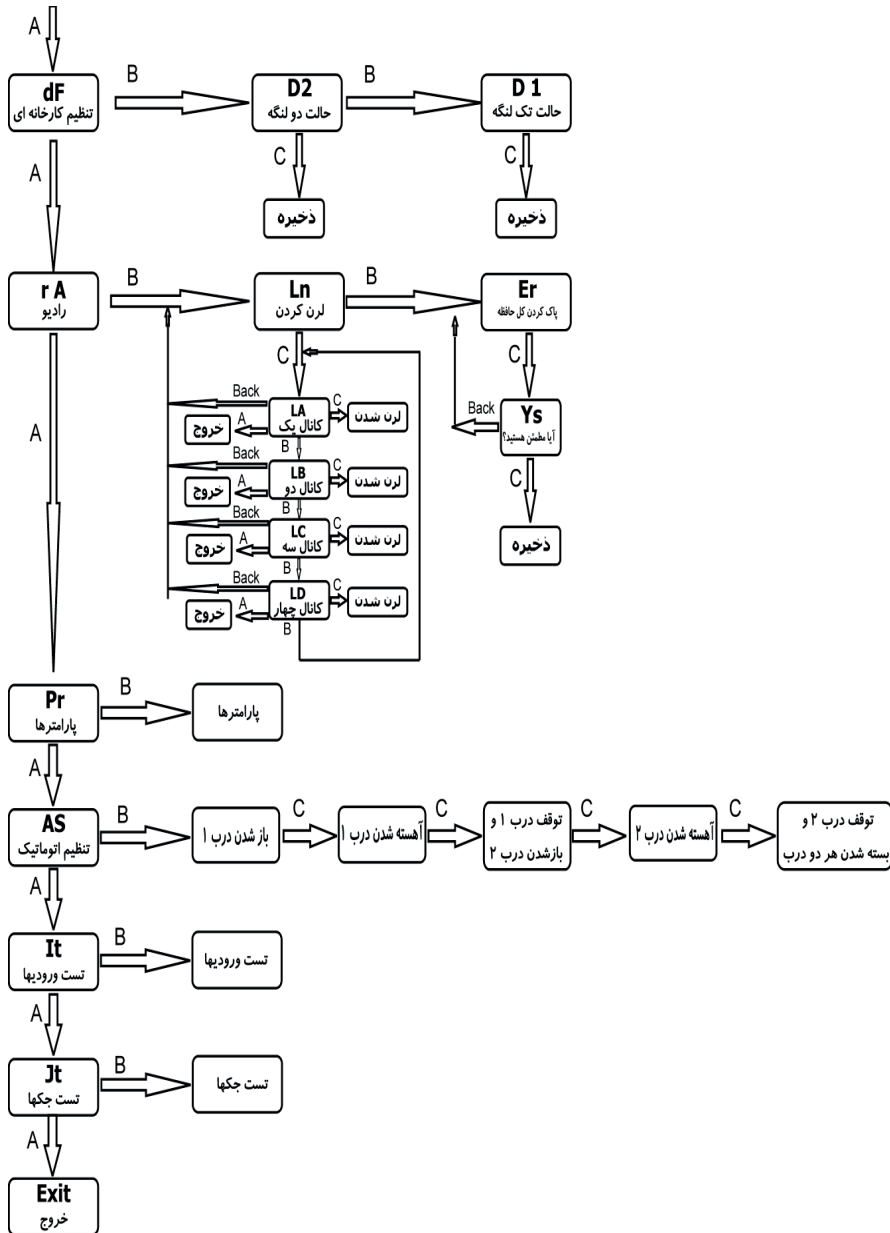 A
dF
تنظیم کارخانه ای
B
D2
حالت دو لنگه
B
D 1
حالت تک لنگه
A
C
ذخیره
C
ذخیره
r A
رادیو
B
Ln
لرن کردن
B
Er
پاک کردن کل حافظه
A
C
C
Back
LA
کانال یک
C
لرن شدن
A
خروج
B
Back
Ys
آیا مطمئن هستید؟
C
ذخیره
Back
LB
کانال دو
C
لرن شدن
A
خروج
B
Back
LC
کانال سه
C
لرن شدن
A
خروج
B
Back
LD
کانال چهار
C
لرن شدن
A
خروج
B
Pr
پارامترها
B
پارامترها
A
AS
تنظیم اتوماتیک
B
باز شدن درب ۱
C
آهسته شدن درب ۱
C
توقف درب ۱ و
بازشدن درب ۲
C
آهسته شدن درب ۲
C
توقف درب ۲ و
بسته شدن هر دو درب
A
It
تست ورودیها
B
تست ورودیها
A
Jt
تست جکها
B
تست جکها
A
Exit
خروج